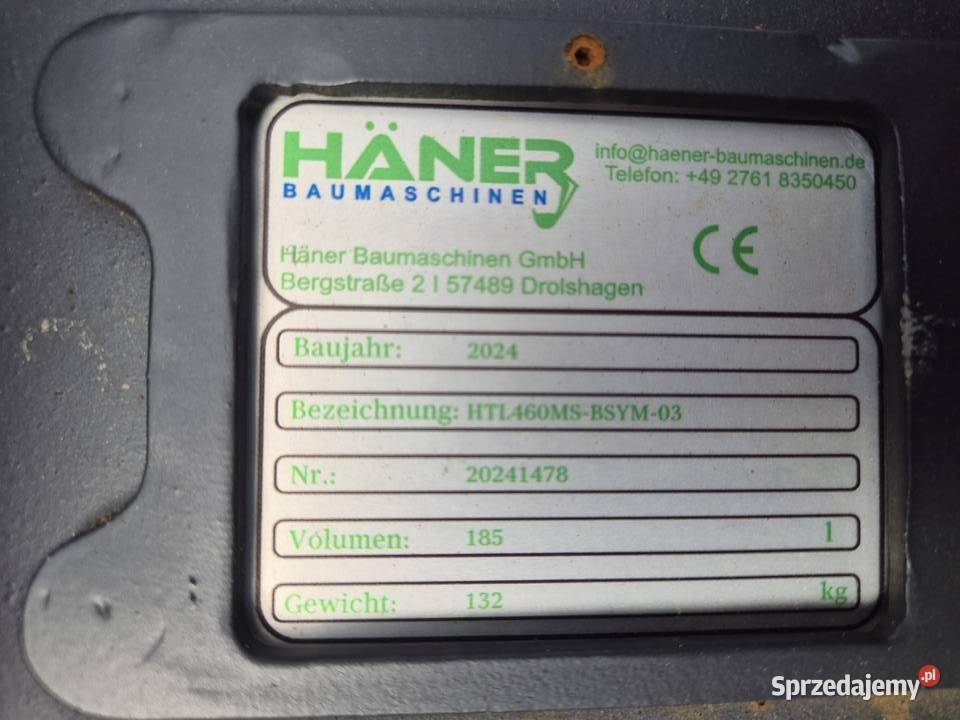 HÄNER
BAUMASCHINEN
info@haener-baumaschinen.de
Telefon: +49 2761 8350450
CE
Häner Baumaschinen GmbH
Bergstraße 2 | 57489 Drolshagen
Baujahr: 2024
Bezeichnung: HTL460MS-BSYM-03
Nr.: 20241478
Volumen: 185 l
Gewicht: 132 kg
Sprzedajemy.pl